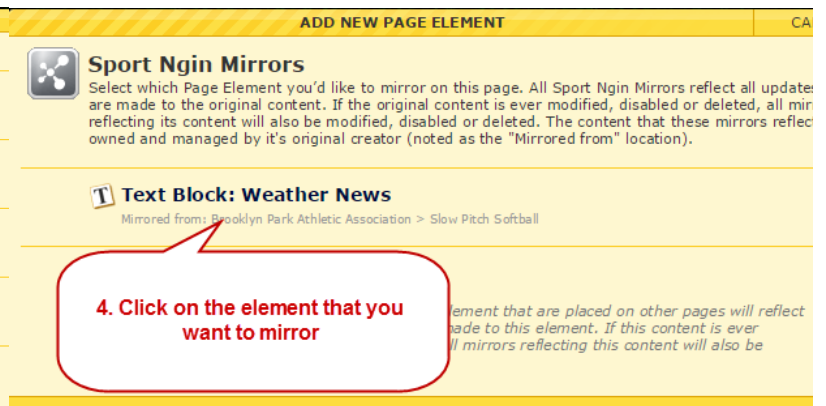 ADD NEW PAGE ELEMENT
Sport Ngin Mirrors
Select which Page Element you'd like to mirror on this page. All Sport Ngin Mirrors reflect all updates
are made to the original content. If the original content is ever modified, disabled or deleted, all
reflecting its content will also be modified, disabled or deleted. The content that these mirrors
owned and managed by it's original creator (noted as the "Mirrored from" location).
T Text Block: Weather News
Mirrored from: Brooklyn Park Athletic Association > Slow Pitch Softball
4. Click on the element that you
want to mirror
that are placed on other pages will reflect
to this element. If this content is ever
mirrors reflecting this content will also be